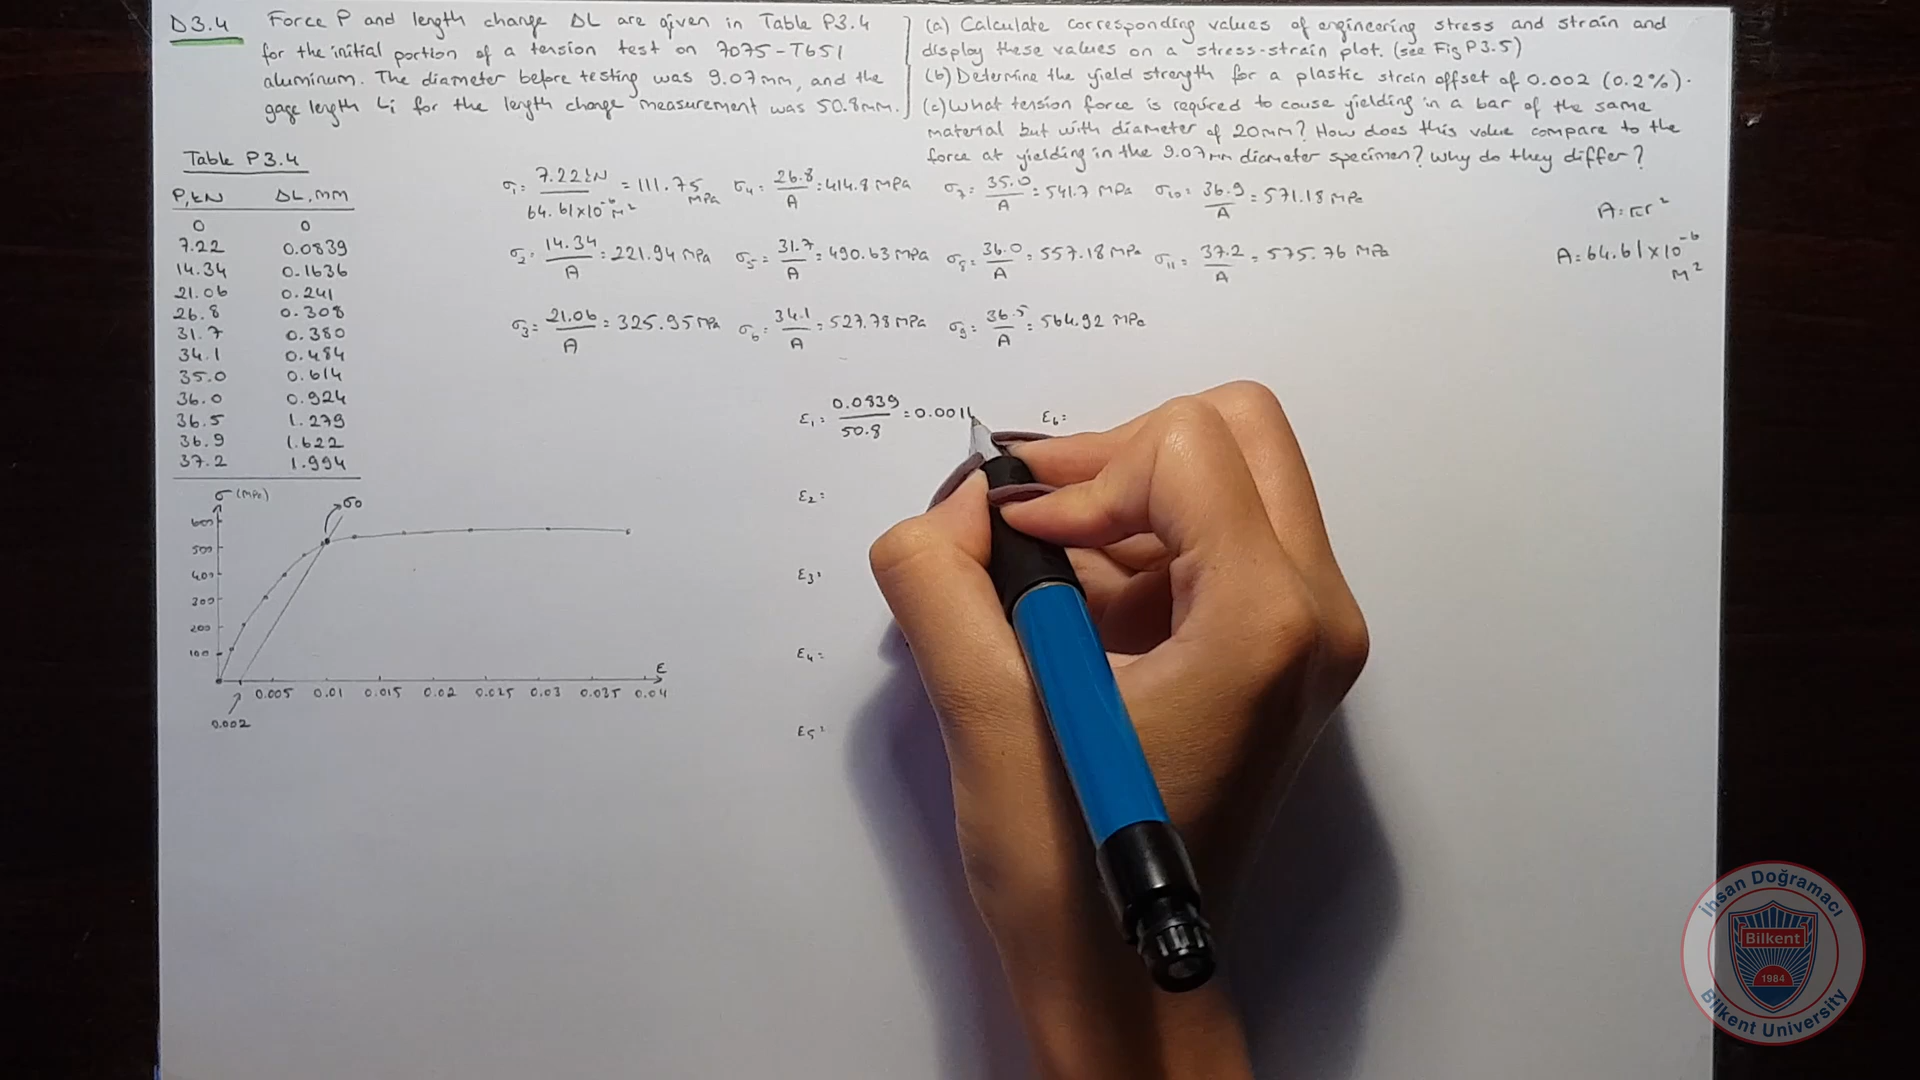 D3.4 Force P and length change ΔL are given in Table P3.4
for the initial portion of a tension test on 7075-T651
aluminum. The diameter before testing was 9.07mm, and the
gage length Li for the length change measurement was 50.8mm.
(a) Calculate corresponding values of engineering stress and strain and
display these values on a stress-strain plot. (see Fig P3.5)
(b) Determine the yield strength for a plastic strain offset of 0.002 (0.2%).
(c) What tension force is required to cause yielding in a bar of the same
material but with diameter of 20mm? How does this value compare to the
force at yielding in the 9.07mm diameter specimen? Why do they differ?
Table P3.4
P, kN ΔL, mm
0 0
7.22 0.0839
14.34 0.1636
21.06 0.241
26.8 0.308
31.7 0.380
34.1 0.484
35.0 0.614
36.0 0.924
36.5 1.279
36.9 1.622
37.2 1.994
σ1 = 7.22 kN / 64.61x10^-6 m² = 111.75 MPa
σ4 = 26.8 / A = 414.8 MPa
σ7 = 35.0 / A = 541.7 MPa
σ10 = 36.9 / A = 571.18 MPa
A = πr²
σ2 = 14.34 / A = 221.94 MPa
σ5 = 31.7 / A = 490.63 MPa
σ8 = 36.0 / A = 557.18 MPa
σ11 = 37.2 / A = 575.76 MPa
A = 64.61x10^-6 m²
σ3 = 21.06 / A = 325.95 MPa
σ6 = 34.1 / A = 527.78 MPa
σ9 = 36.5 / A = 564.92 MPa
ε1 = 0.0839 / 50.8 = 0.001
ε6 =
ε2 =
ε3 =
ε4 =
ε5 =
σ (MPa)
σ0
600
500
400
300
200
100
ε
0.005 0.01 0.015 0.02 0.025 0.03 0.035 0.04
0.002
İhsan Doğramacı
Bilkent
1984
Bilkent University